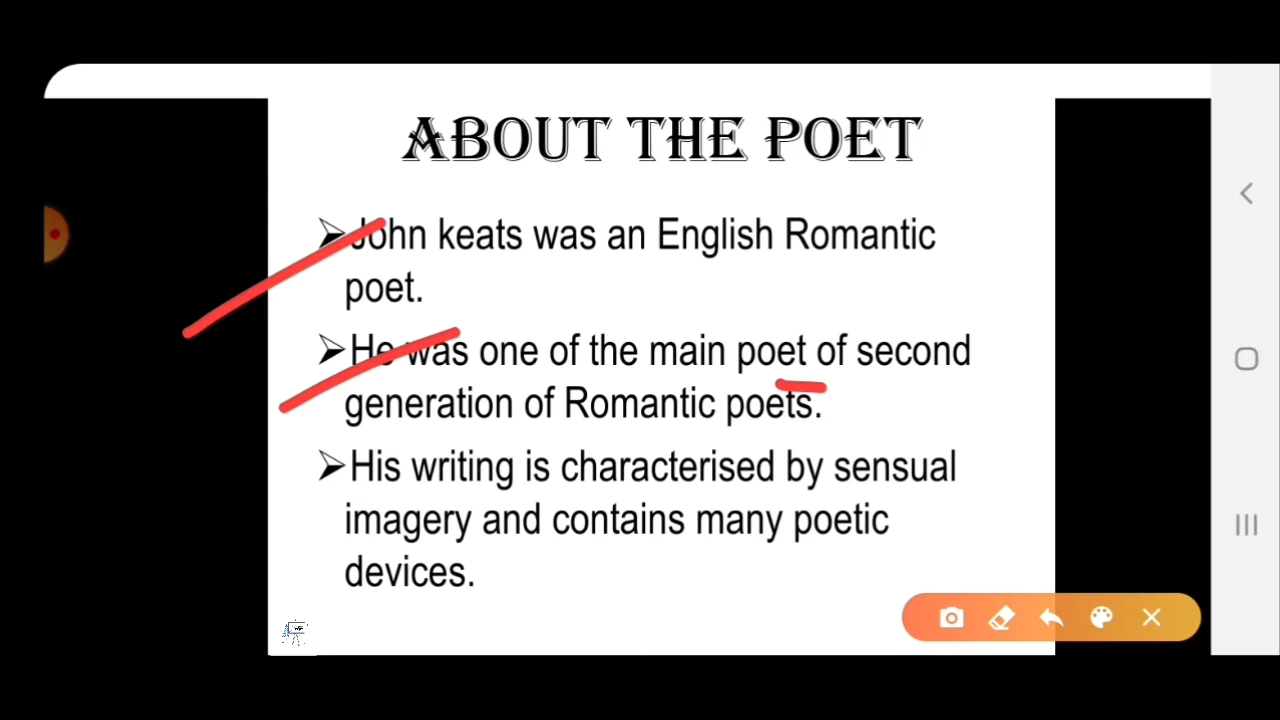 ABOUT THE POET
➢John keats was an English Romantic
poet.
➢He was one of the main poet of second
generation of Romantic poets.
➢His writing is characterised by sensual
imagery and contains many poetic
devices.